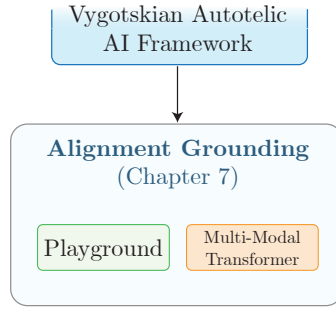 Vygotskian Autotelic
AI Framework
Alignment Grounding
(Chapter 7)
Playground
Multi-Modal
Transformer